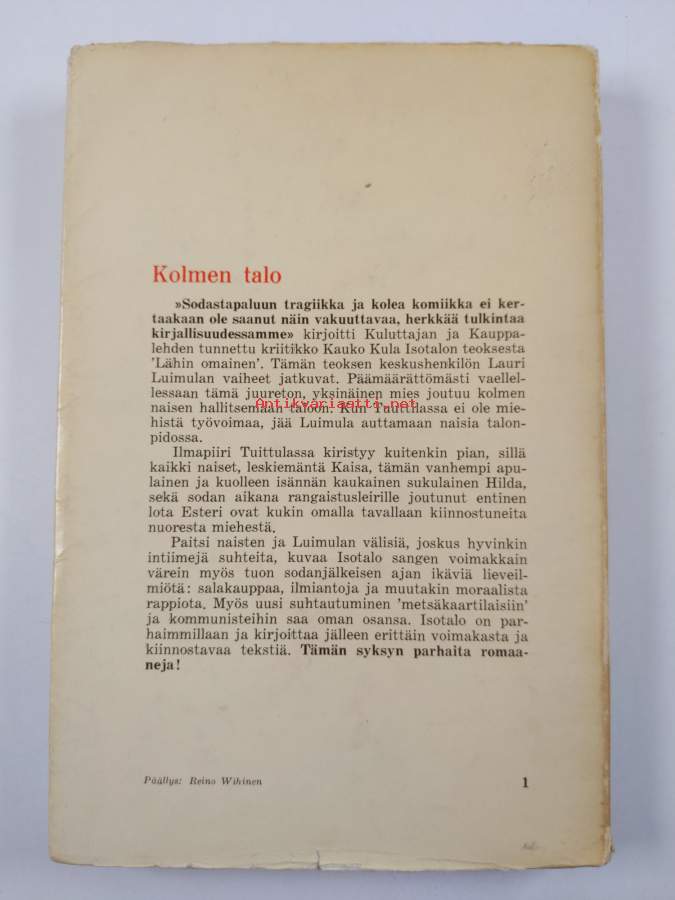 Kolmen talo
»Sodastapaluun tragiikka ja kolea komiikka ei ker-
taakaan ole saanut näin vakuuttavaa, herkkää tulkintaa
kirjallisuudessamme» kirjoitti Kuluttajan ja Kauppa-
lehden tunnettu kriitikko Kauko Kula Isotalon teoksesta
'Lähin omainen'. Tämän teoksen keskushenkilön Lauri
Luimulan vaiheet jatkuvat. Päämäärättömästi vaellel-
lessaan tämä juureton, yksinäinen mies joutuu kolmen
naisen hallitsemaan taloon. Kun Tuittilassa ei ole mie-
Antikvariaatti.net
histä työvoimaa, jää Luimula auttamaan naisia talon-
pidossa.
Ilmapiiri Tuittulassa kiristyy kuitenkin pian, sillä
kaikki naiset, leskiemäntä Kaisa, tämän vanhempi apu-
lainen ja kuolleen isännän kaukainen sukulainen Hilda,
sekä sodan aikana rangaistusleirille joutunut entinen
lota Esteri ovat kukin omalla tavallaan kiinnostuneita
nuoresta miehestä.
Paitsi naisten ja Luimulan välisiä, joskus hyvinkin
intiimejä suhteita, kuvaa Isotalo sangen voimakkain
värein myös tuon sodanjälkeisen ajan ikäviä lieveil-
miötä: salakauppaa, ilmiantoja ja muutakin moraalista
rappiota. Myös uusi suhtautuminen 'metsäkaartilaisiin'
ja kommunisteihin saa oman osansa. Isotalo on par-
haimmillaan ja kirjoittaa jälleen erittäin voimakasta ja
kiinnostavaa tekstiä. Tämän syksyn parhaita romaa-
neja!
Päällys: Reino Wihinen
1